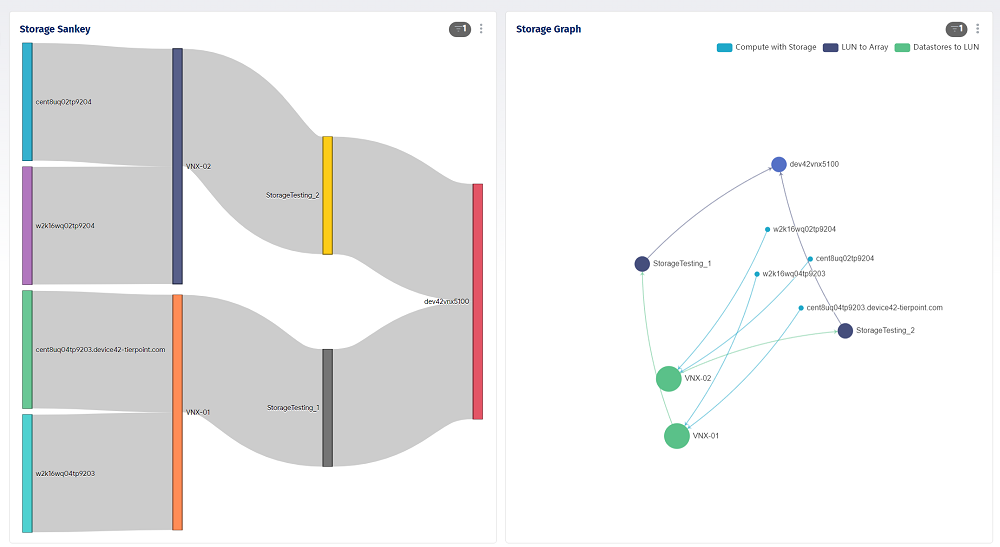 Storage Sankey
1
cent8uq02tp9204
VNX-02
w2k16wq02tp9204
StorageTesting_2
dev42vnx5100
cent8uq04tp9203.device42-tierpoint.com
VNX-01
StorageTesting_1
w2k16wq04tp9203
Storage Graph
1
Compute with Storage
LUN to Array
Datastores to LUN
dev42vnx5100
w2k16wq02tp9204
cent8uq02tp9204
StorageTesting_1
w2k16wq04tp9203
cent8uq04tp9203.device42-tierpoint.com
StorageTesting_2
VNX-02
VNX-01